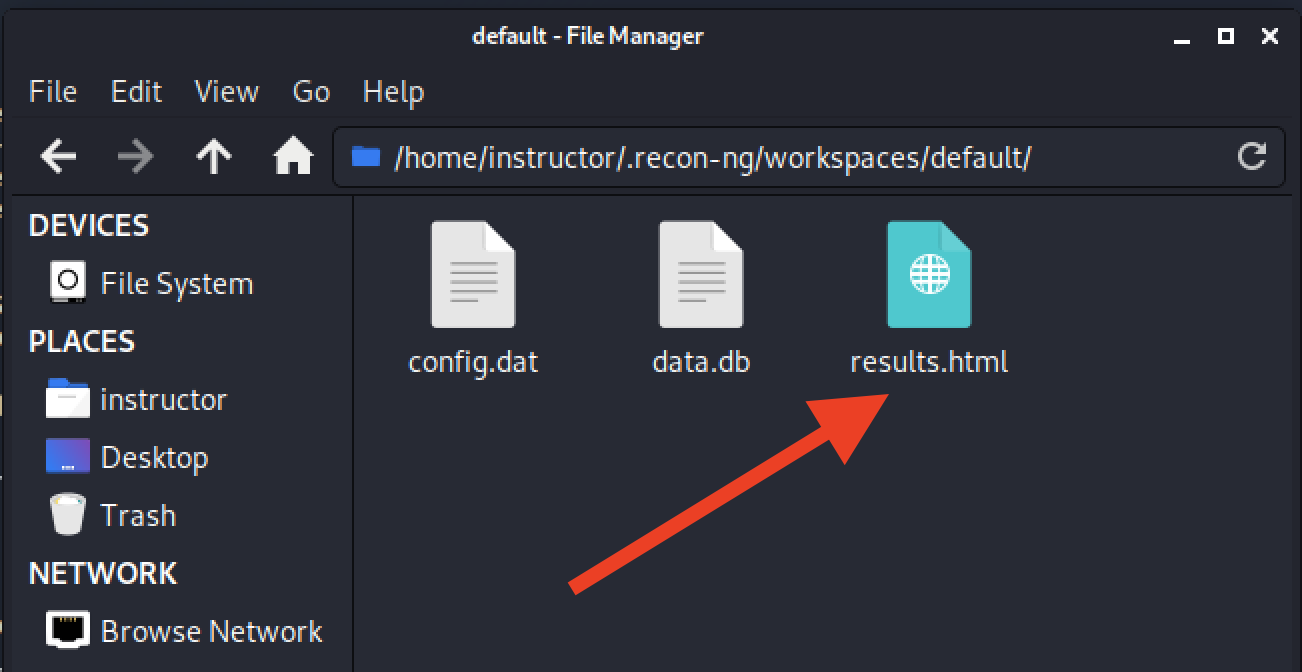 default - File Manager
File Edit View Go Help
/home/instructor/.recon-ng/workspaces/default/
DEVICES
File System
PLACES
instructor
Desktop
Trash
NETWORK
Browse Network
config.dat data.db results.html